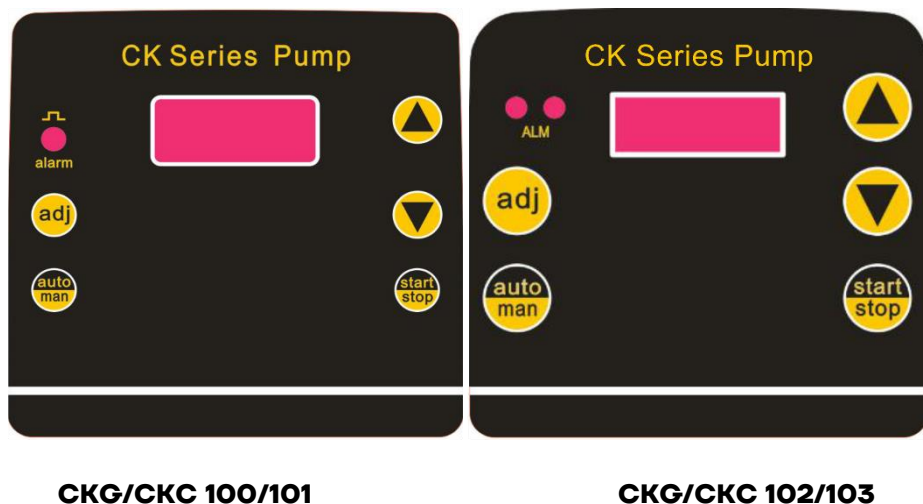 CK Series Pump
alarm
adj
auto
man
start
stop
CK Series Pump
ALM
adj
auto
man
start
stop
CKG/CKC 100/101
CKG/CKC 102/103